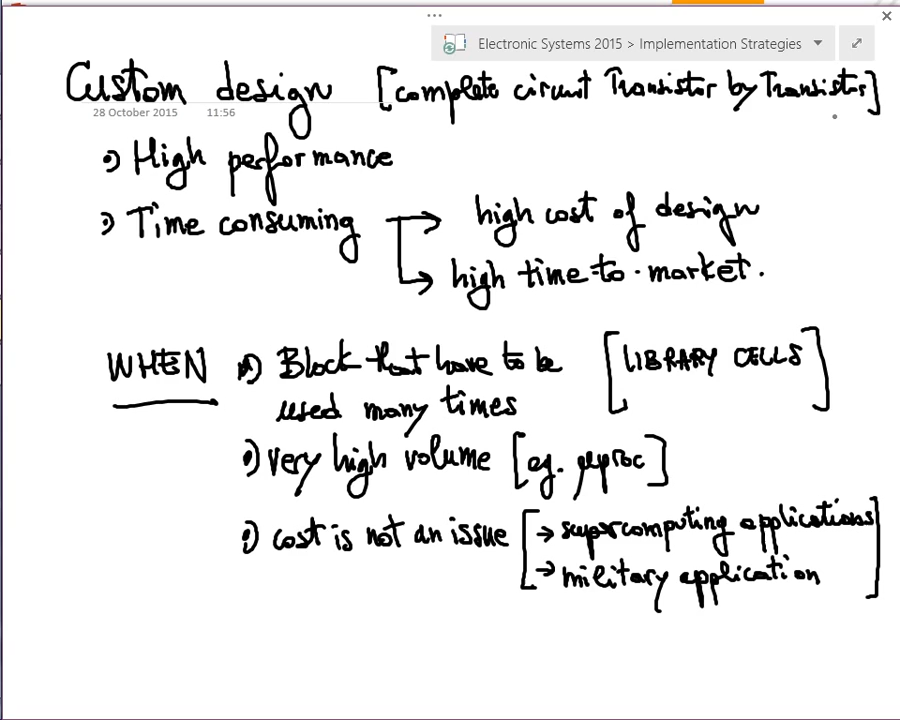 Electronic Systems 2015 > Implementation Strategies
Custom design [complete circuit Transistor by Transistor]
28 October 2015 11:56
•) High performance
•) Time consuming → high cost of design
→ high time-to-market.
WHEN •) Block that have to be [LIBRARY CELLS]
used many times
•) very high volume [eg. μproc]
•) cost is not an issue [→ supercomputing applications
→ military application]